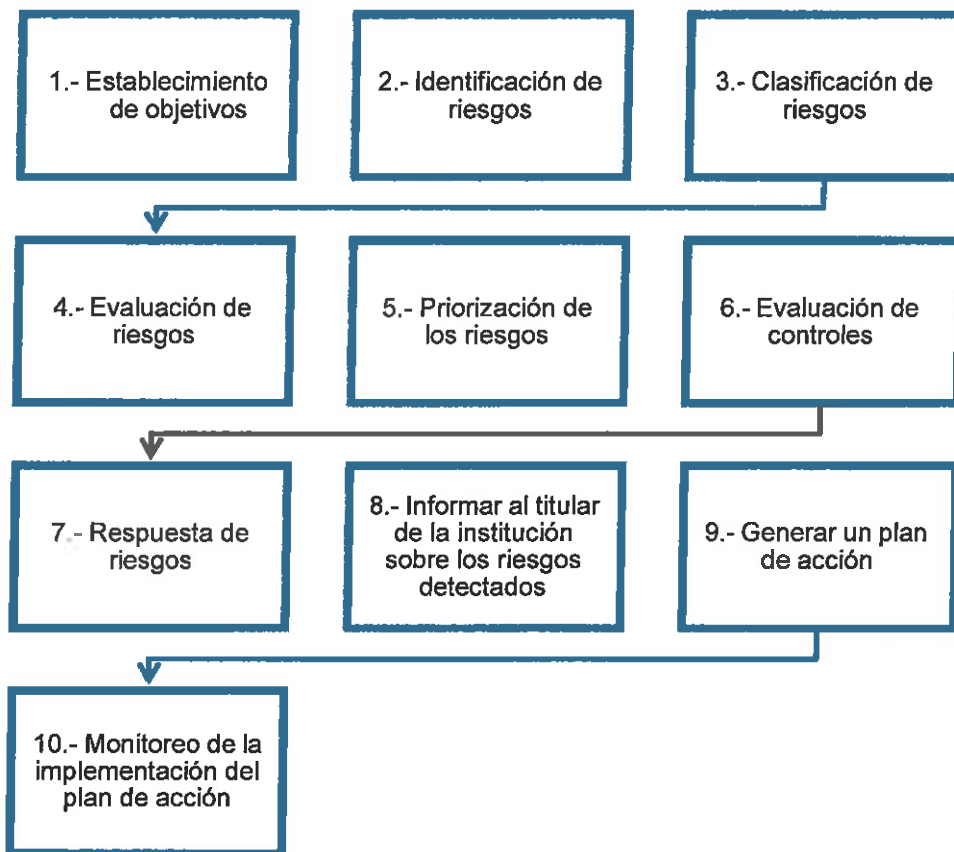 1.- Establecimiento
de objetivos
2.- Identificación de
riesgos
3.- Clasificación de
riesgos
4.- Evaluación de
riesgos
5.- Priorización de
los riesgos
6.- Evaluación de
controles
7.- Respuesta de
riesgos
8.- Informar al titular
de la institución
sobre los riesgos
detectados
9.- Generar un plan
de acción
10.- Monitoreo de la
implementación del
plan de acción